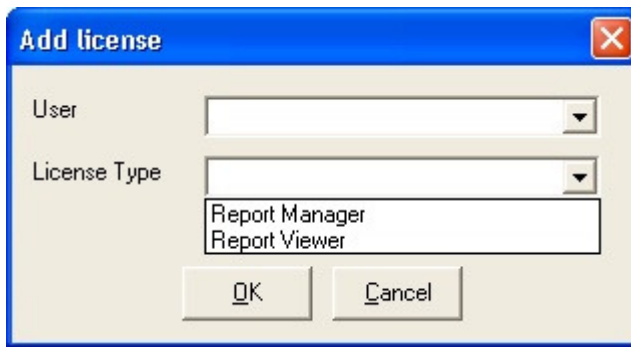 Add license
User
License Type
Report Manager
Report Viewer
OK Cancel